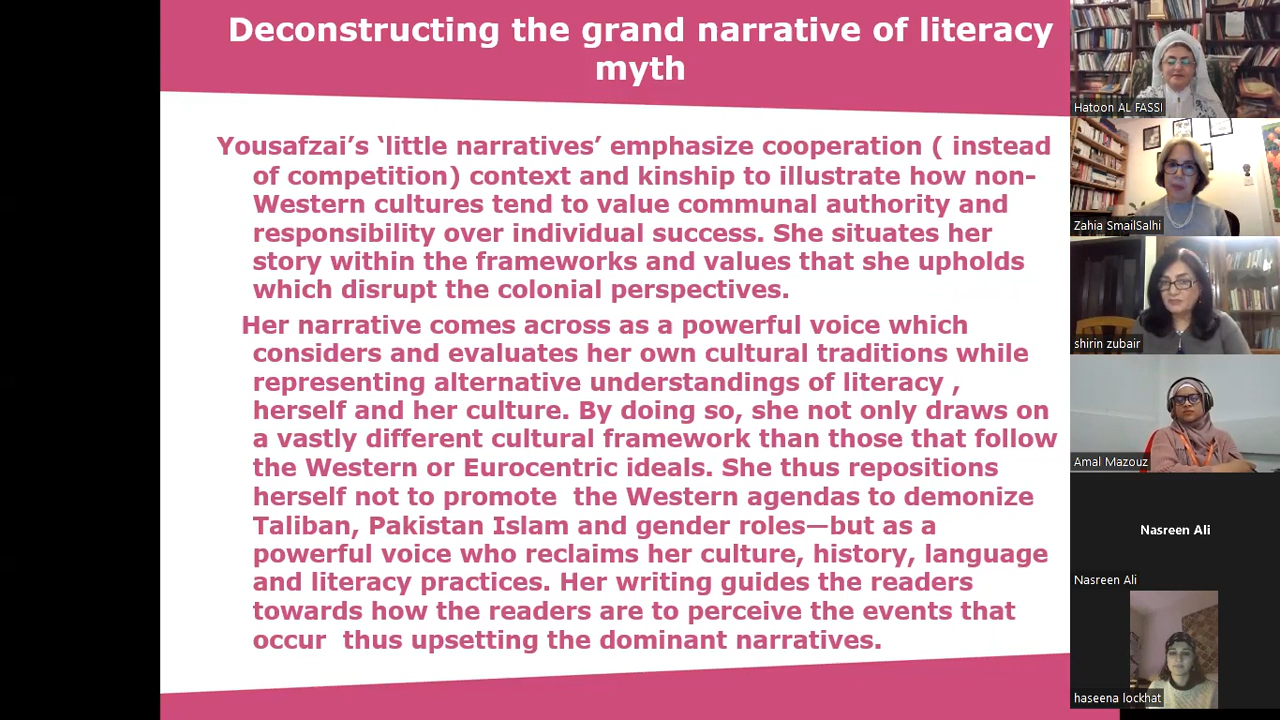 Deconstructing the grand narrative of literacy
myth
Yousafzai’s ‘little narratives’ emphasize cooperation ( instead
of competition) context and kinship to illustrate how non-
Western cultures tend to value communal authority and
responsibility over individual success. She situates her
story within the frameworks and values that she upholds
which disrupt the colonial perspectives.
Her narrative comes across as a powerful voice which
considers and evaluates her own cultural traditions while
representing alternative understandings of literacy ,
herself and her culture. By doing so, she not only draws on
a vastly different cultural framework than those that follow
the Western or Eurocentric ideals. She thus repositions
herself not to promote  the Western agendas to demonize
Taliban, Pakistan Islam and gender roles—but as a
powerful voice who reclaims her culture, history, language
and literacy practices. Her writing guides the readers
towards how the readers are to perceive the events that
occur  thus upsetting the dominant narratives.
Hatoon AL FASSI
Zahia SmailSalhi
shirin zubair
Amal Mazouz
Nasreen Ali
Nasreen Ali
haseena lockhat